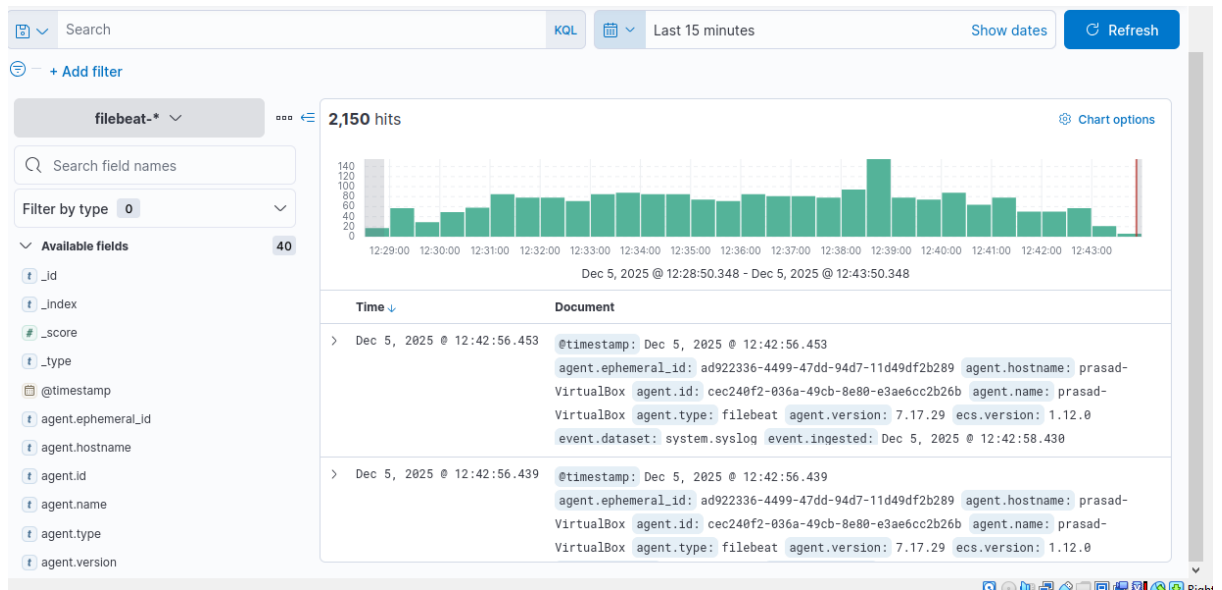 Search KQL Last 15 minutes Show dates Refresh
+ Add filter
filebeat-*
2,150 hits Chart options
Search field names
Filter by type 0
Available fields 40
t _id
t _index
# _score
t _type
@timestamp
t agent.ephemeral_id
t agent.hostname
t agent.id
t agent.name
t agent.type
t agent.version
140
120
100
80
60
40
20
0
12:29:00 12:30:00 12:31:00 12:32:00 12:33:00 12:34:00 12:35:00 12:36:00 12:37:00 12:38:00 12:39:00 12:40:00 12:41:00 12:42:00 12:43:00
Dec 5, 2025 @ 12:28:50.348 - Dec 5, 2025 @ 12:43:50.348
Time Document
Dec 5, 2025 @ 12:42:56.453 @timestamp: Dec 5, 2025 @ 12:42:56.453
agent.ephemeral_id: ad922336-4499-47dd-94d7-11d49df2b289 agent.hostname: prasad-
VirtualBox agent.id: cec240f2-036a-49cb-8e80-e3ae6cc2b26b agent.name: prasad-
VirtualBox agent.type: filebeat agent.version: 7.17.29 ecs.version: 1.12.0
event.dataset: system.syslog event.ingested: Dec 5, 2025 @ 12:42:58.430
Dec 5, 2025 @ 12:42:56.439 @timestamp: Dec 5, 2025 @ 12:42:56.439
agent.ephemeral_id: ad922336-4499-47dd-94d7-11d49df2b289 agent.hostname: prasad-
VirtualBox agent.id: cec240f2-036a-49cb-8e80-e3ae6cc2b26b agent.name: prasad-
VirtualBox agent.type: filebeat agent.version: 7.17.29 ecs.version: 1.12.0
Right